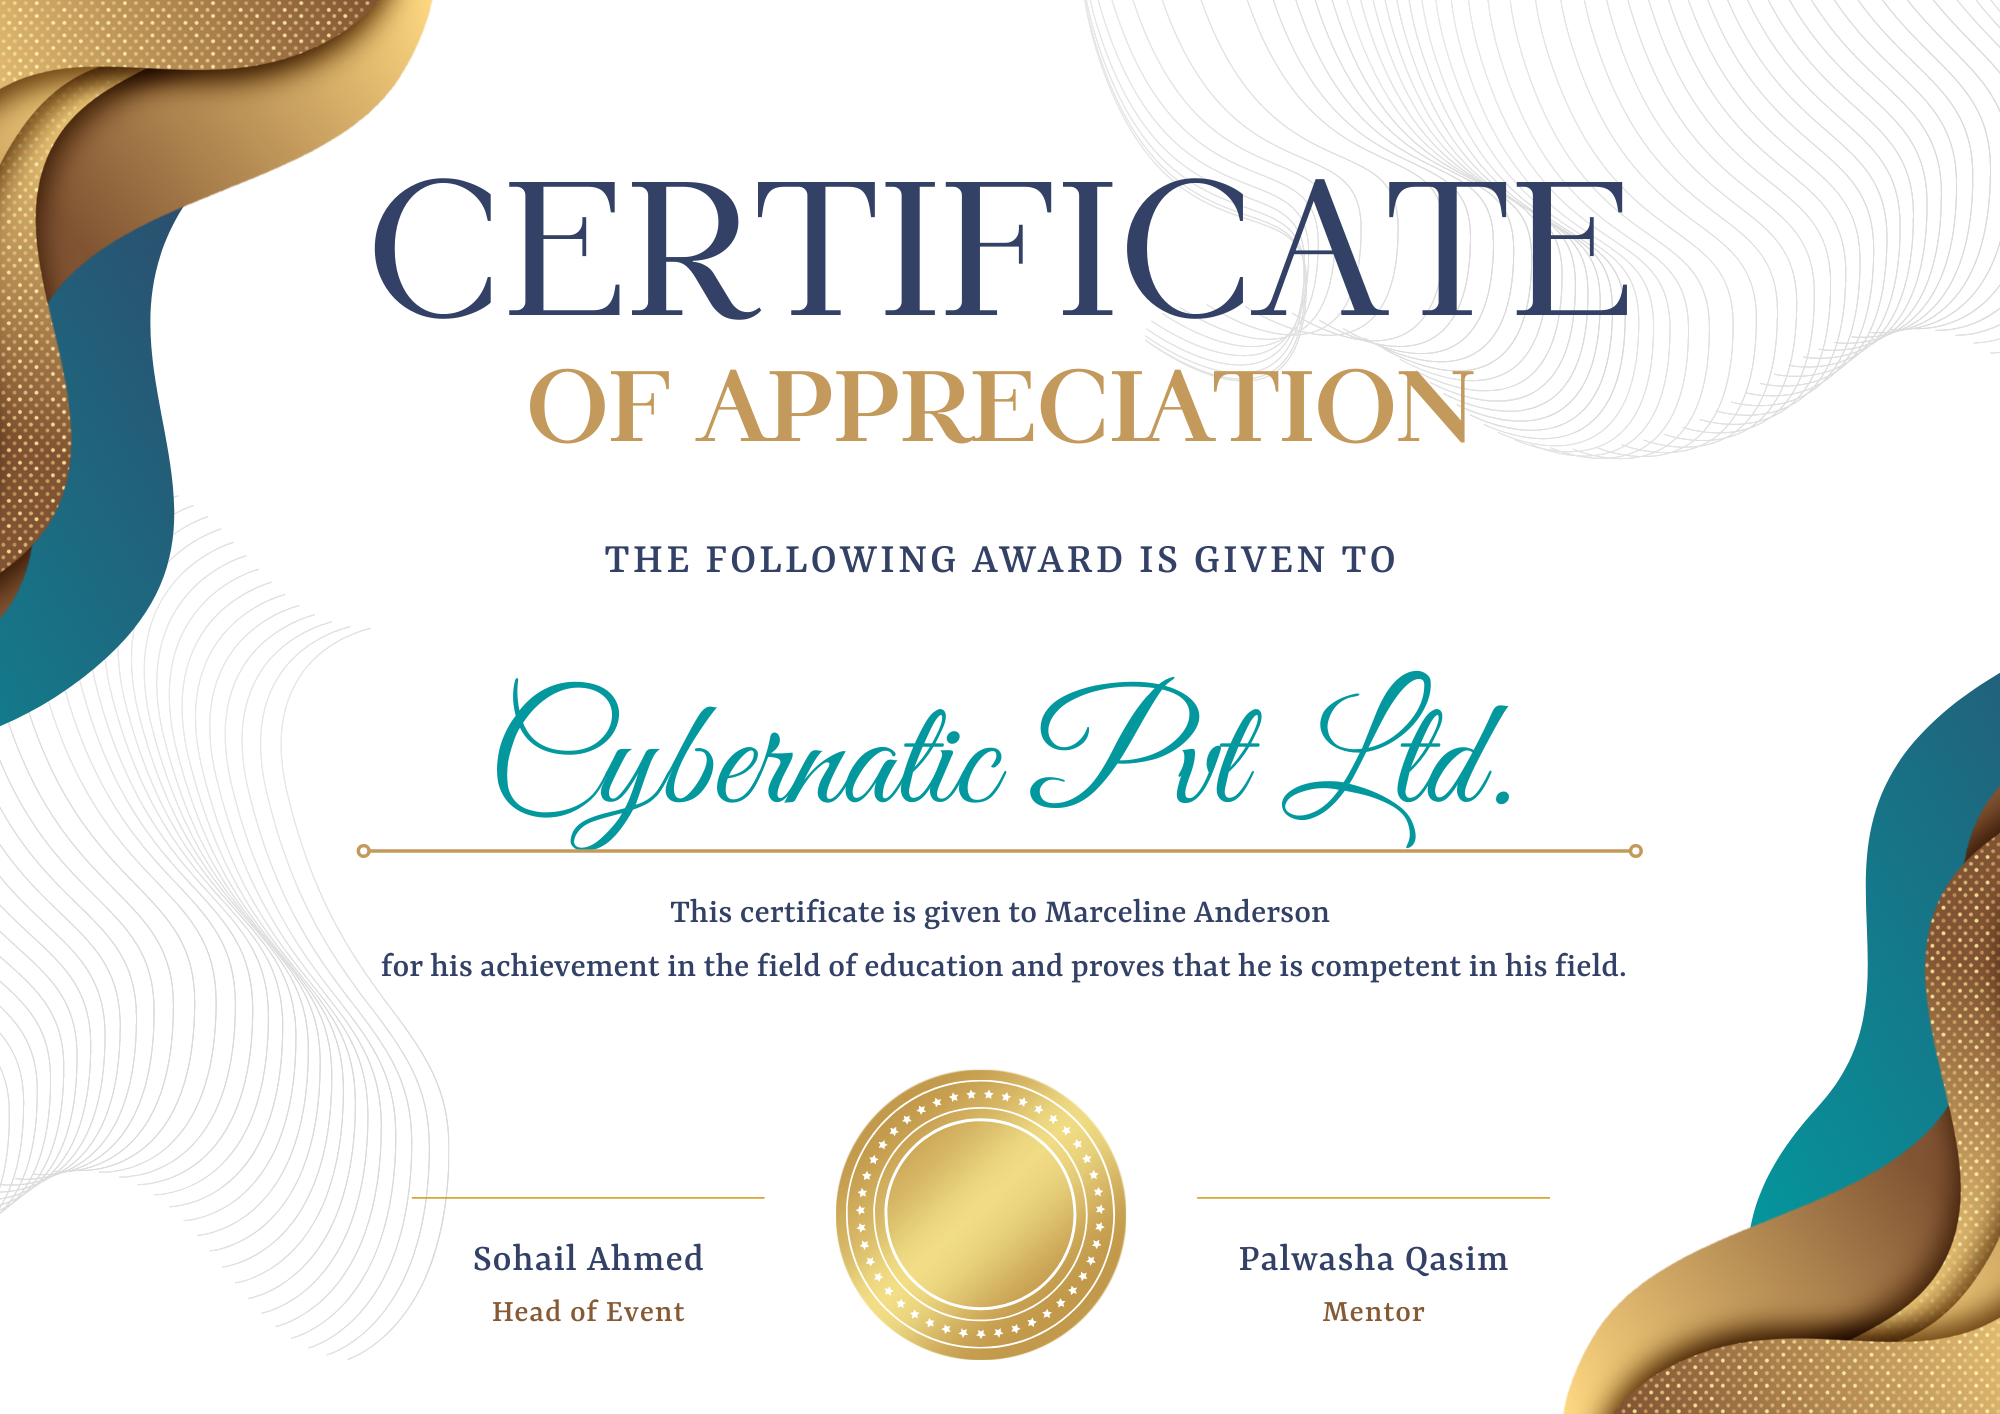 CERTIFICATE
OF APPRECIATION
THE FOLLOWING AWARD IS GIVEN TO
Cybernatic Pvt Ltd.
This certificate is given to Marceline Anderson
for his achievement in the field of education and proves that he is competent in his field.
Sohail Ahmed
Head of Event
Palwasha Qasim
Mentor